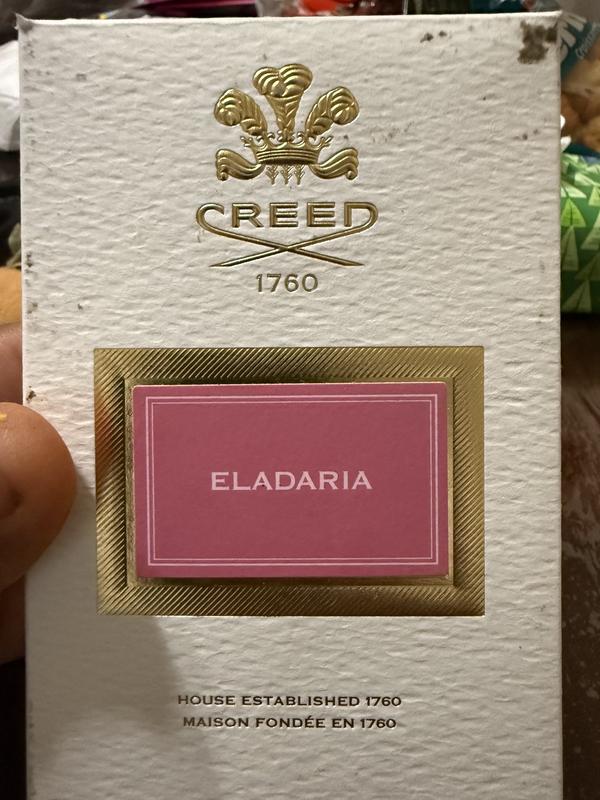 CREED
1760
ELADARIA
HOUSE ESTABLISHED 1760
MAISON FONDÉE EN 1760